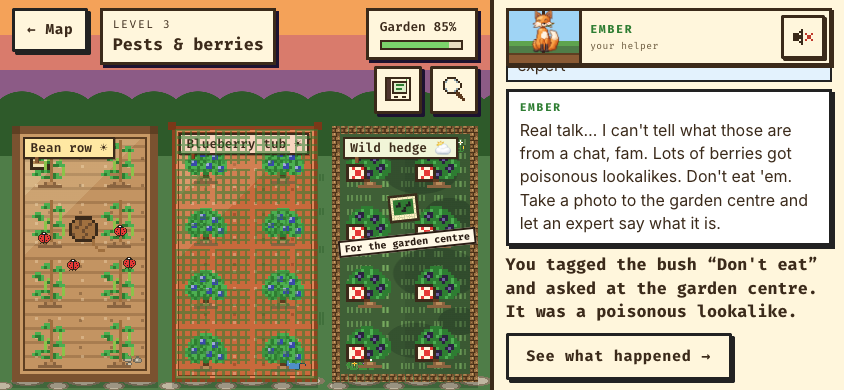 ← Map
LEVEL 3
Pests & berries
Garden 85%
Bean row
Blueberry tub
Wild hedge
For the garden centre
EMBER
your helper
expert
EMBER
Real talk... I can't tell what those are
from a chat, fam. Lots of berries got
poisonous lookalikes. Don't eat 'em.
Take a photo to the garden centre and
let an expert say what it is.
You tagged the bush “Don't eat”
and asked at the garden centre.
It was a poisonous lookalike.
See what happened →